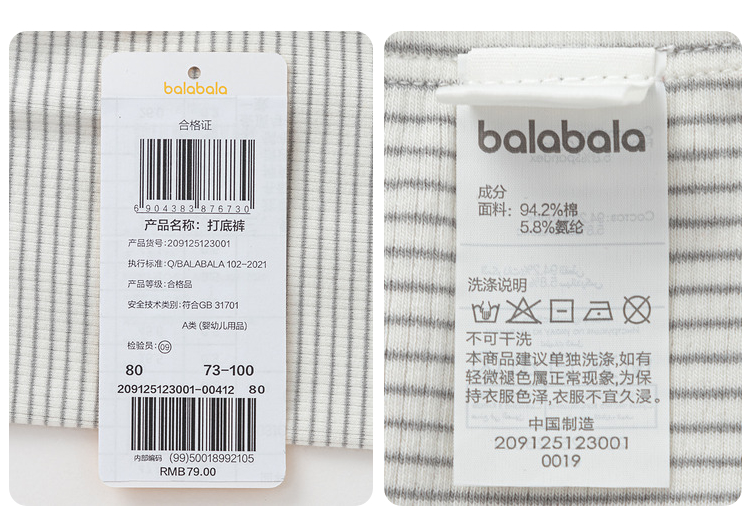 balabala
合格证
6904383876730
产品名称：打底裤
产品货号：209125123001
执行标准：Q/BALABALA 102-2021
产品等级：合格品
安全技术类别：符合GB 31701
A类 (婴幼儿用品)
检验员：09
80 73-100
209125123001-00412 80
内部编码 (99)50018992105
RMB79.00
balabala
成分
面料：94.2%棉
5.8%氨纶
洗涤说明
不可干洗
本商品建议单独洗涤,如有
轻微褪色属正常现象,为保
持衣服色泽,衣服不宜久浸。
中国制造
209125123001
0019